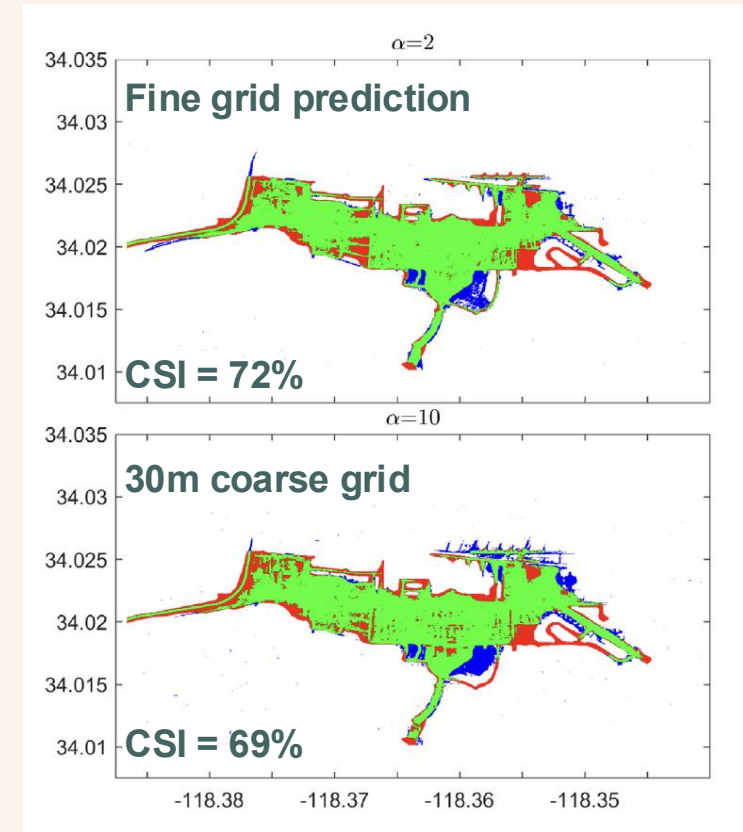 α=2
34.035
Fine grid prediction
34.03
34.025
34.02
34.015
34.01
CSI = 72%
α=10
34.035
30m coarse grid
34.03
34.025
34.02
34.015
34.01
CSI = 69%
-118.38 -118.37 -118.36 -118.35